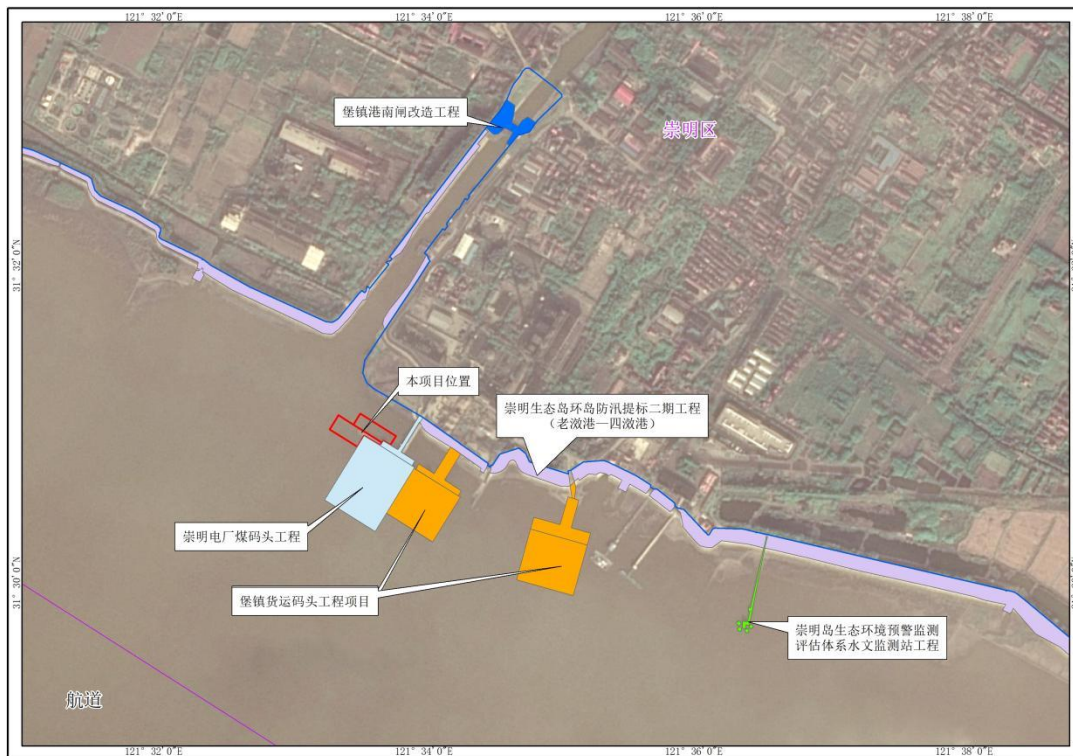 121° 32′ 0″E
121° 34′ 0″E
121° 36′ 0″E
121° 38′ 0″E
堡镇港南闸改造工程
崇明区
31° 32′ 0″N
本项目位置
崇明生态岛环岛防汛提标二期工程
（老滧港—四滧港）
崇明电厂煤码头工程
31° 30′ 0″N
堡镇货运码头工程项目
崇明岛生态环境预警监测
评估体系水文监测站工程
航道
121° 32′ 0″E
121° 34′ 0″E
121° 36′ 0″E
121° 38′ 0″E